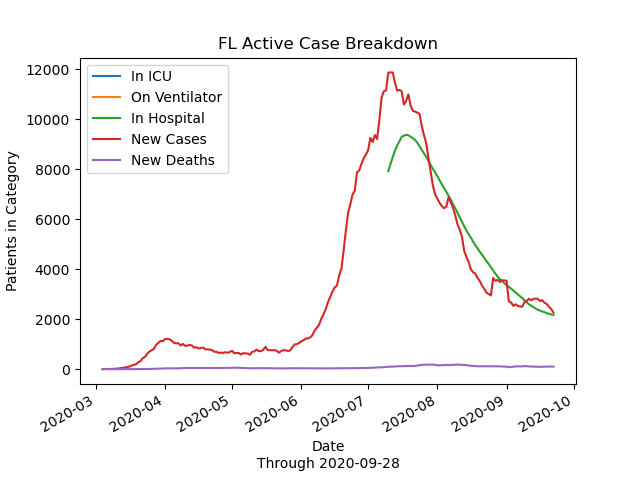 FL Active Case Breakdown
In ICU
On Ventilator
In Hospital
New Cases
New Deaths
12000
10000
8000
6000
4000
2000
0
Patients in Category
2020-03
2020-04
2020-05
2020-06
2020-07
2020-08
2020-09
2020-10
Date
Through 2020-09-28